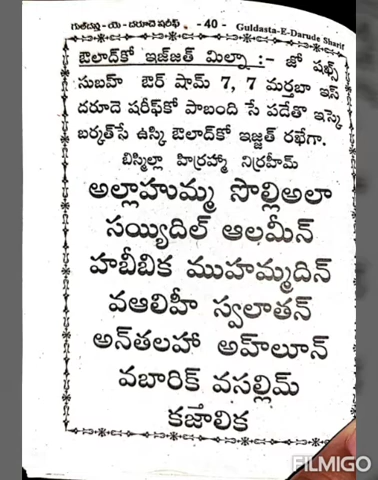 గుల్‌దస్త - యె - దరూదె షరీఫ్ - 40 - Guldasta-E-Darude Sharif
ఔలాద్‌కో ఇజ్జత్ మిల్నా :- జో షఖ్స్
సుబహ్ ఔర్ షామ్ 7, 7 మర్తబా ఇస్
దరూదె షరీఫ్‌కో పాబంది సే పడేతొ ఇస్కె
బర్కత్‌సే ఉస్కి ఔలాద్‌కో ఇజ్జత్ రఖేగా.
బిస్మిల్లా హిర్రహ్మా నిర్రహీమ్
అల్లాహుమ్మ సొల్లిఅలా
సయ్యిదిల్ ఆలమీన్
హబీబిక ముహమ్మదిన్
వఆలిహీ స్వలాతన్
అన్‌తలహా అహ్‌లూన్
వబారిక్ వసల్లిమ్
కజాలిక
FILMIGO